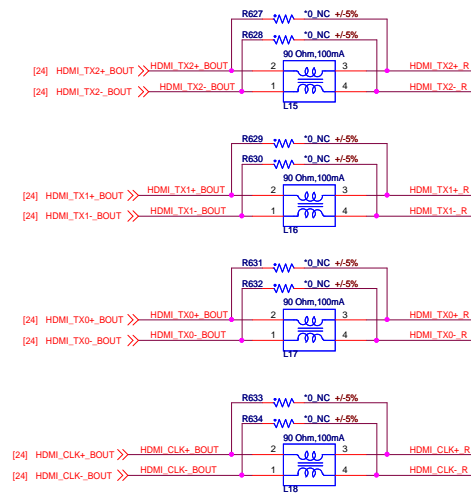 R627 *0_NC +/-5%
R628 *0_NC +/-5%
90 Ohm,100mA
[24] HDMI_TX2+_BOUT HDMI_TX2+_BOUT 2 3 HDMI_TX2+_R
[24] HDMI_TX2-_BOUT HDMI_TX2-_BOUT 1 4 HDMI_TX2-_R
L15
R629 *0_NC +/-5%
R630 *0_NC +/-5%
90 Ohm,100mA
[24] HDMI_TX1+_BOUT HDMI_TX1+_BOUT 2 3 HDMI_TX1+_R
[24] HDMI_TX1-_BOUT HDMI_TX1-_BOUT 1 4 HDMI_TX1-_R
L16
R631 *0_NC +/-5%
R632 *0_NC +/-5%
90 Ohm,100mA
[24] HDMI_TX0+_BOUT HDMI_TX0+_BOUT 2 3 HDMI_TX0+_R
[24] HDMI_TX0-_BOUT HDMI_TX0-_BOUT 1 4 HDMI_TX0-_R
L17
R633 *0_NC +/-5%
R634 *0_NC +/-5%
90 Ohm,100mA
[24] HDMI_CLK+_BOUT HDMI_CLK+_BOUT 2 3 HDMI_CLK+_R
[24] HDMI_CLK-_BOUT HDMI_CLK-_BOUT 1 4 HDMI_CLK-_R
L18